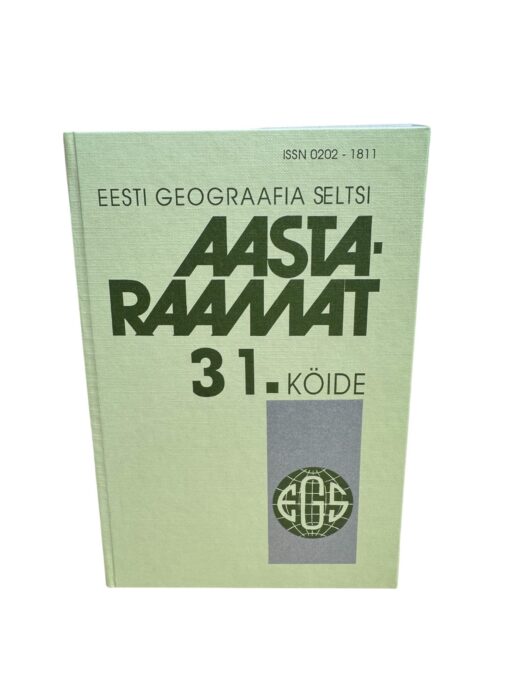 ISSN 0202 - 1811
EESTI GEOGRAAFIA SELTSI
AASTA-
RAAMAT
31. KÖIDE
EGS